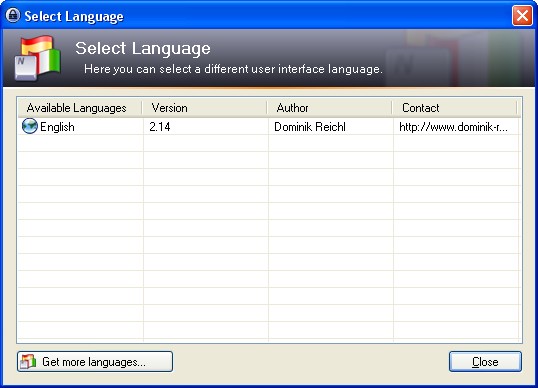 Select Language
Select Language
Here you can select a different user interface language.
Available Languages Version Author Contact
English 2.14 Dominik Reichl http://www.dominik-r...
Get more languages... Close